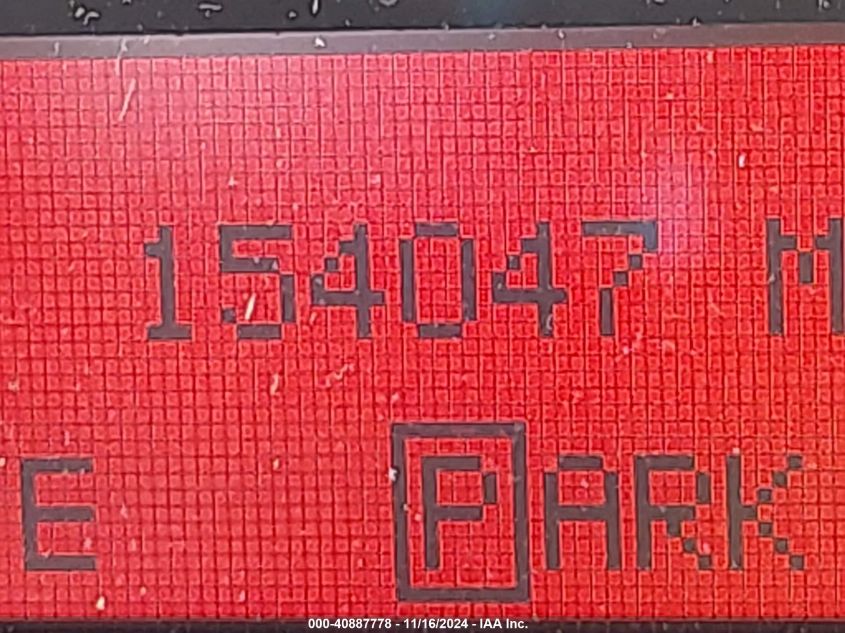 154047 M
E PARK
000-40887778 - 11/16/2024 - IAA Inc.